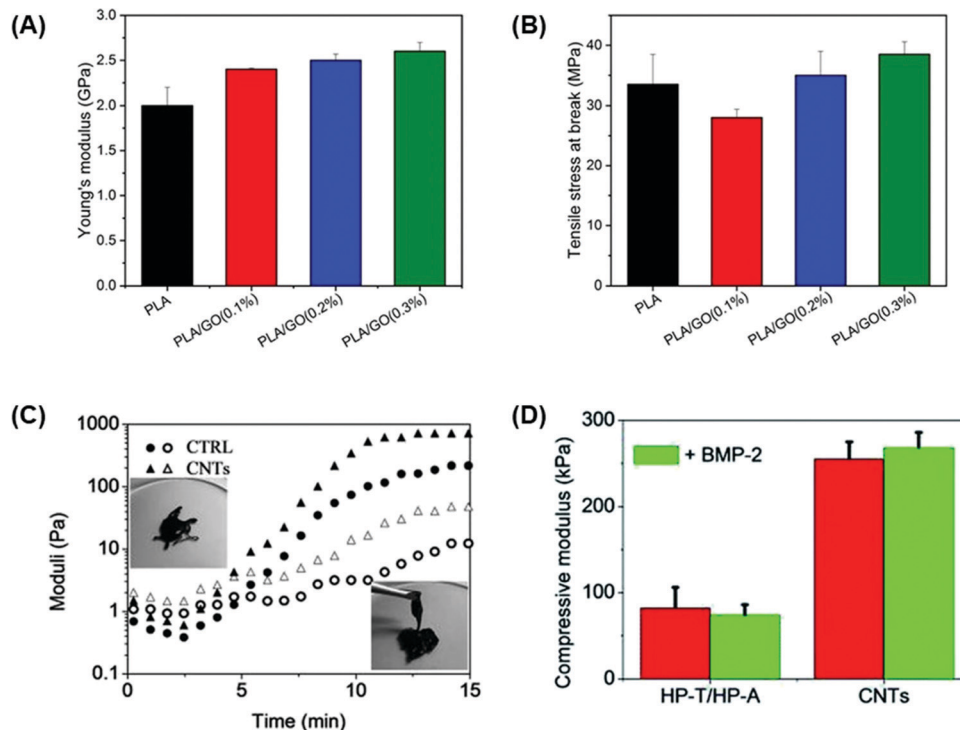 (A)
Young's modulus (GPa)
3.0
2.5
2.0
1.5
1.0
0.5
0.0
PLA
PLA/GO(0.1%)
PLA/GO(0.2%)
PLA/GO(0.3%)
(B)
Tensile stress at break (MPa)
40
30
20
10
0
PLA
PLA/GO(0.1%)
PLA/GO(0.2%)
PLA/GO(0.3%)
(C)
Moduli (Pa)
1000
100
10
1
0.1
CTRL
CNTs
0
5
10
15
Time (min)
(D)
Compressive modulus (kPa)
300
200
100
0
+ BMP-2
HP-T/HP-A
CNTs